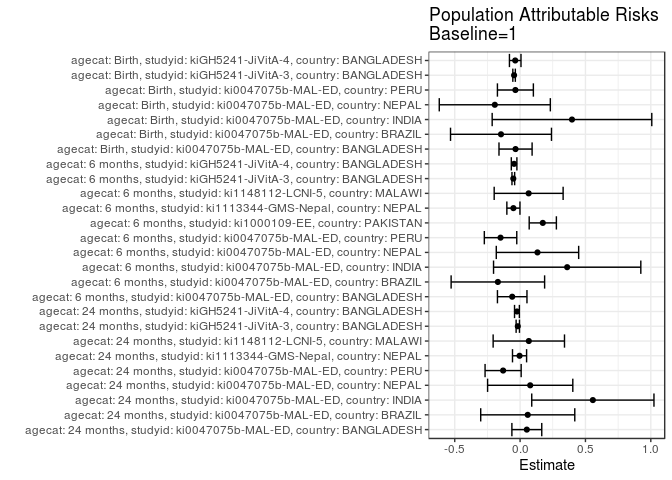 Population Attributable Risks
Baseline=1
agecat: Birth, studyid: kiGH5241-JiVitA-4, country: BANGLADESH
agecat: Birth, studyid: kiGH5241-JiVitA-3, country: BANGLADESH
agecat: Birth, studyid: ki0047075b-MAL-ED, country: PERU
agecat: Birth, studyid: ki0047075b-MAL-ED, country: NEPAL
agecat: Birth, studyid: ki0047075b-MAL-ED, country: INDIA
agecat: Birth, studyid: ki0047075b-MAL-ED, country: BRAZIL
agecat: Birth, studyid: ki0047075b-MAL-ED, country: BANGLADESH
agecat: 6 months, studyid: kiGH5241-JiVitA-4, country: BANGLADESH
agecat: 6 months, studyid: kiGH5241-JiVitA-3, country: BANGLADESH
agecat: 6 months, studyid: ki1148112-LCNI-5, country: MALAWI
agecat: 6 months, studyid: ki1113344-GMS-Nepal, country: NEPAL
agecat: 6 months, studyid: ki1000109-EE, country: PAKISTAN
agecat: 6 months, studyid: ki0047075b-MAL-ED, country: PERU
agecat: 6 months, studyid: ki0047075b-MAL-ED, country: NEPAL
agecat: 6 months, studyid: ki0047075b-MAL-ED, country: INDIA
agecat: 6 months, studyid: ki0047075b-MAL-ED, country: BRAZIL
agecat: 6 months, studyid: ki0047075b-MAL-ED, country: BANGLADESH
agecat: 24 months, studyid: kiGH5241-JiVitA-4, country: BANGLADESH
agecat: 24 months, studyid: kiGH5241-JiVitA-3, country: BANGLADESH
agecat: 24 months, studyid: ki1148112-LCNI-5, country: MALAWI
agecat: 24 months, studyid: ki1113344-GMS-Nepal, country: NEPAL
agecat: 24 months, studyid: ki0047075b-MAL-ED, country: PERU
agecat: 24 months, studyid: ki0047075b-MAL-ED, country: NEPAL
agecat: 24 months, studyid: ki0047075b-MAL-ED, country: INDIA
agecat: 24 months, studyid: ki0047075b-MAL-ED, country: BRAZIL
agecat: 24 months, studyid: ki0047075b-MAL-ED, country: BANGLADESH
-0.5 0.0 0.5 1.0
Estimate